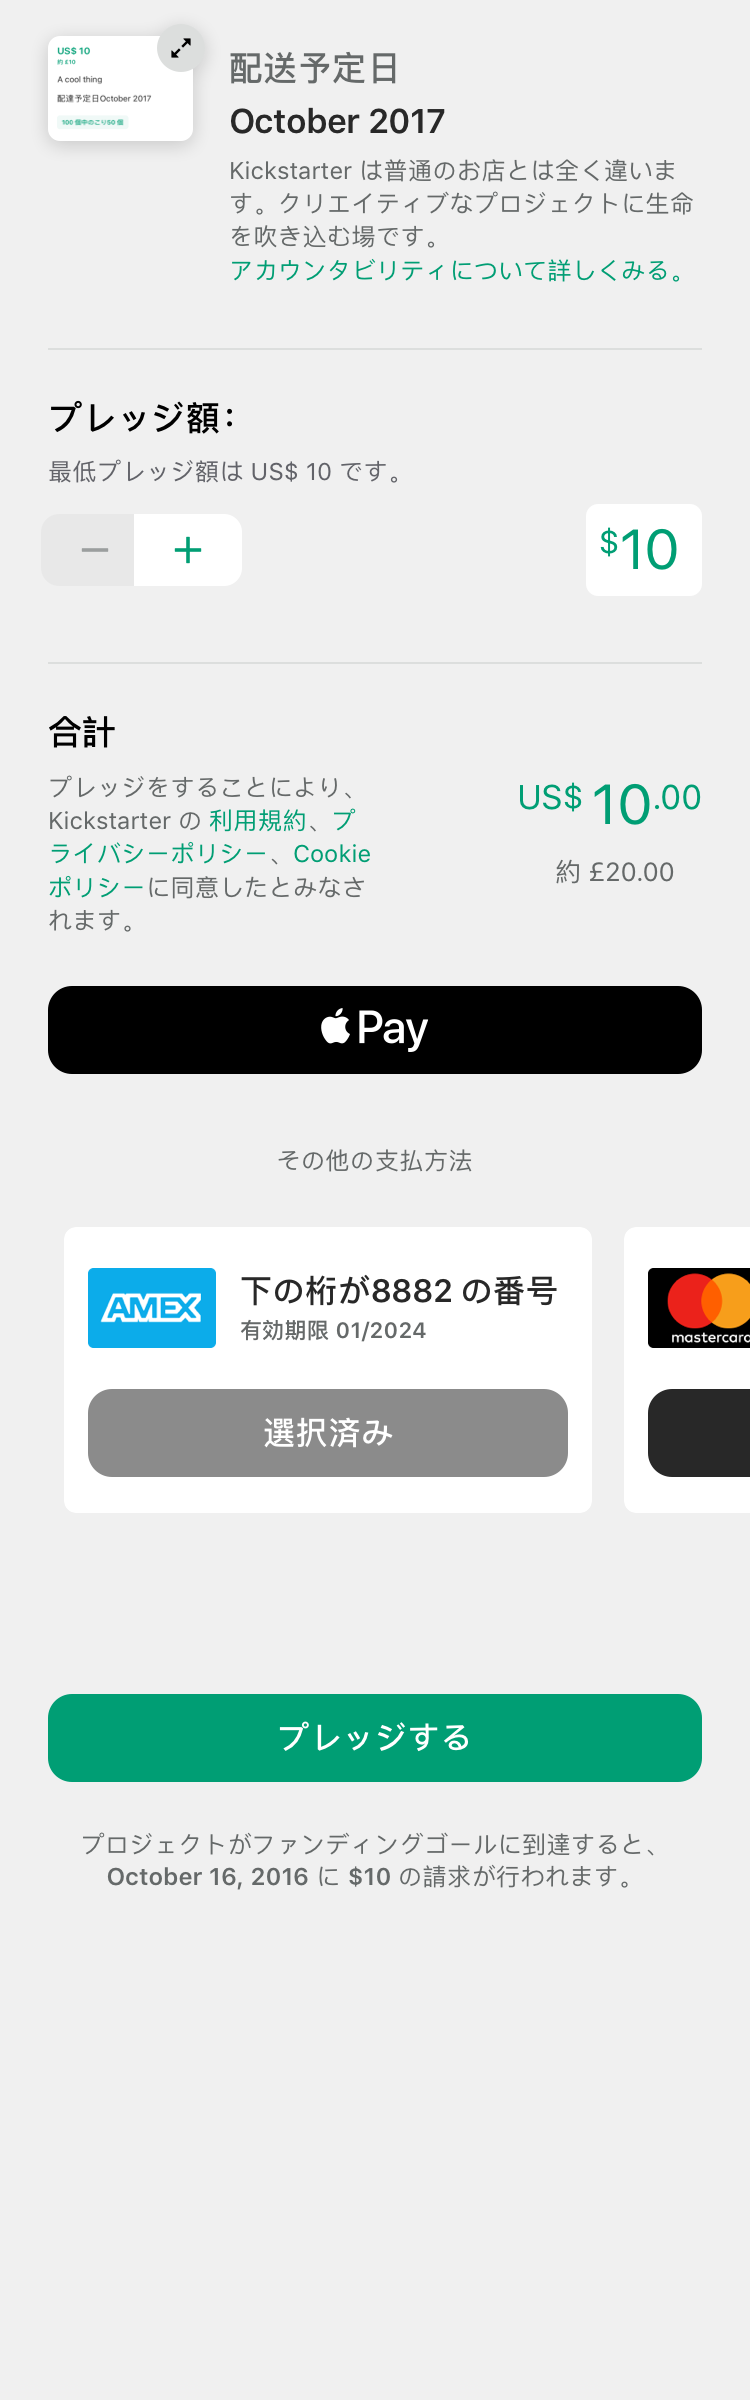 US$ 10
約 £10
A cool thing
配達予定日October 2017
100 個中のこり50 個
配送予定日
October 2017
Kickstarter は普通のお店とは全く違いま
す。クリエイティブなプロジェクトに生命
を吹き込む場です。
アカウンタビリティについて詳しくみる。
プレッジ額:
最低プレッジ額は US$ 10 です。
$10
合計
プレッジをすることにより、
Kickstarter の 利用規約、プ
ライバシーポリシー、Cookie
ポリシーに同意したとみなさ
れます。
US$ 10.00
約 £20.00
Pay
その他の支払方法
AMEX
下の桁が8882 の番号
有効期限 01/2024
選択済み
mastercard
プレッジする
プロジェクトがファンディングゴールに到達すると、
October 16, 2016 に $10 の請求が行われます。